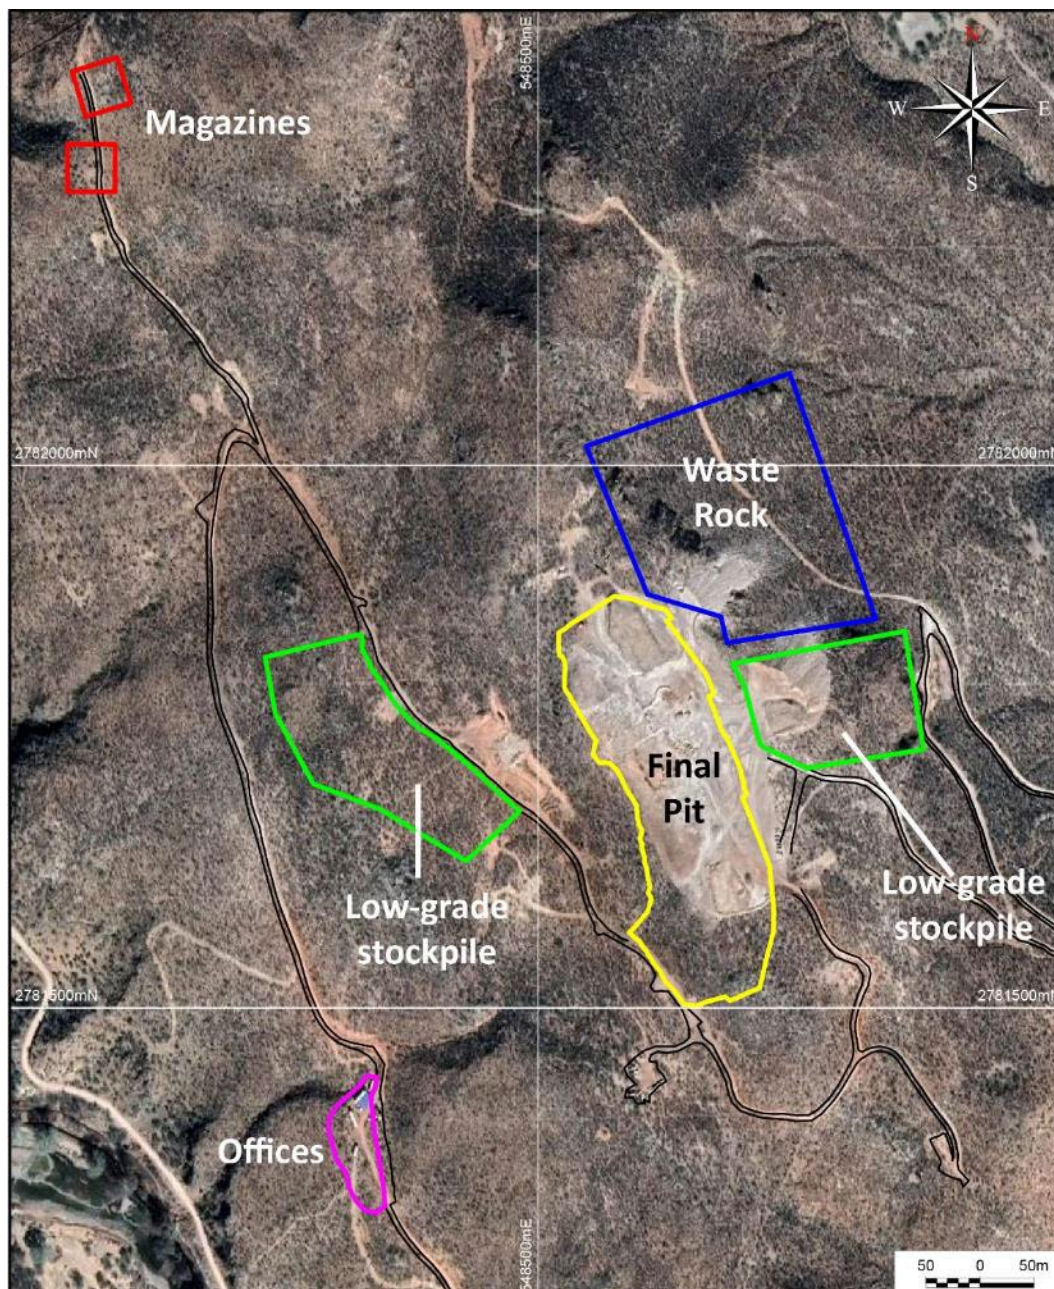 548500mE
N
W
E
S
Magazines
2782000mN
2782000mN
Waste
Rock
Final
Pit
Low-grade
stockpile
Low-grade
stockpile
2781500mN
2781500mN
Offices
548500mE
50 0 50m